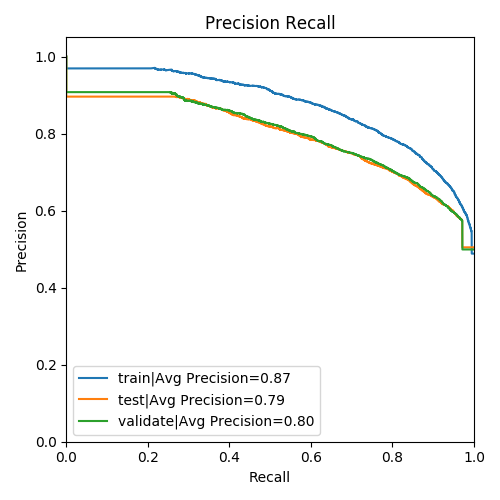 Precision Recall
1.0
0.8
0.6
0.4
0.2
0.0
Precision
train|Avg Precision=0.87
test|Avg Precision=0.79
validate|Avg Precision=0.80
0.0 0.2 0.4 0.6 0.8 1.0
Recall